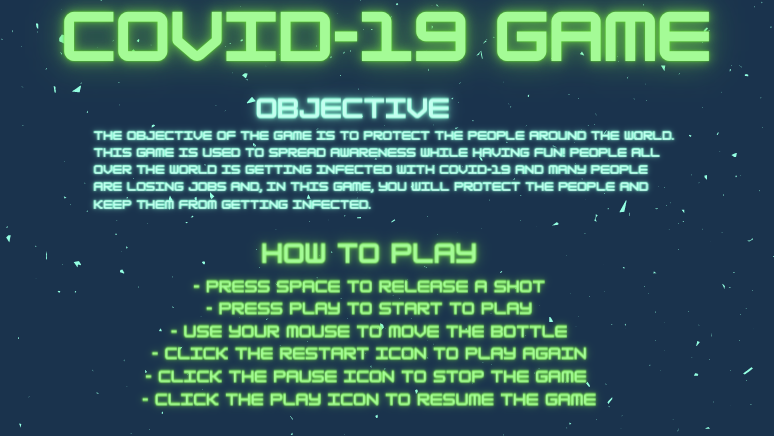 COVID-19 GAME
OBJECTIVE
THE OBJECTIVE OF THE GAME IS TO PROTECT THE PEOPLE AROUND THE WORLD.
THIS GAME IS USED TO SPREAD AWARENESS WHILE HAVING FUN! PEOPLE ALL
OVER THE WORLD IS GETTING INFECTED WITH COVID-19 AND MANY PEOPLE
ARE LOSING JOBS AND, IN THIS GAME, YOU WILL PROTECT THE PEOPLE AND
KEEP THEM FROM GETTING INFECTED.
HOW TO PLAY
- PRESS SPACE TO RELEASE A SHOT
- PRESS PLAY TO START TO PLAY
- USE YOUR MOUSE TO MOVE THE BOTTLE
- CLICK THE RESTART ICON TO PLAY AGAIN
- CLICK THE PAUSE ICON TO STOP THE GAME
- CLICK THE PLAY ICON TO RESUME THE GAME